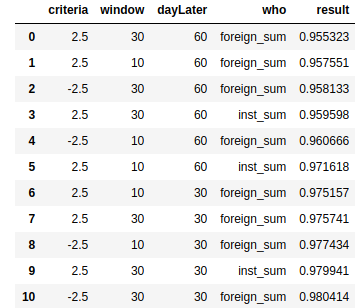 criteria window dayLater who result
0 2.5 30 60 foreign_sum 0.955323
1 2.5 10 60 foreign_sum 0.957551
2 -2.5 30 60 foreign_sum 0.958133
3 2.5 30 60 inst_sum 0.959598
4 -2.5 10 60 foreign_sum 0.960666
5 2.5 10 60 inst_sum 0.971618
6 2.5 10 30 foreign_sum 0.975157
7 2.5 30 30 foreign_sum 0.975741
8 -2.5 10 30 foreign_sum 0.977434
9 2.5 30 30 inst_sum 0.979941
10 -2.5 30 30 foreign_sum 0.980414